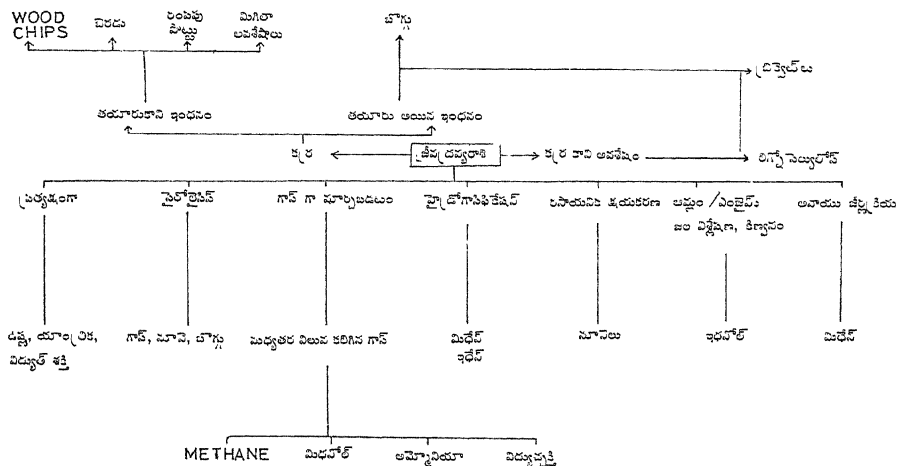 WOOD CHIPS
బెరడు
రంపపు పొట్టు
మిగిలా అవశేషాలు
బొగ్గు
బ్రిక్వెట్‌లు
తయారుకాని ఇంధనం
తయారు అయిన ఇంధనం
కర్ర
జీవద్రవ్యరాశి
కర్ర కాని అవశేషం
లిగ్నోసెల్యులోస్
ప్రత్యక్షంగా
పైరోలైసిస్
గాస్ గా మార్చబడటం
హైడ్రోగాసిఫికేషన్
రసాయనిక క్షయకరణ
ఆమ్లం/ఎంజైమ్
జల విశ్లేషణ, కిణ్వనం
అవాయు జీర్ణక్రియ
ఉష్ణ, యాంత్రిక,
విద్యుత్ శక్తి
గాస్, నూనె, బొగ్గు
మధ్యతర విలువ కలిగిన గాస్
మిథేన్
ఇథేన్
నూనెలు
ఇథనోల్
మిథేన్
METHANE
మిథనోల్
అమ్మోనియా
విద్యుచ్ఛక్తి